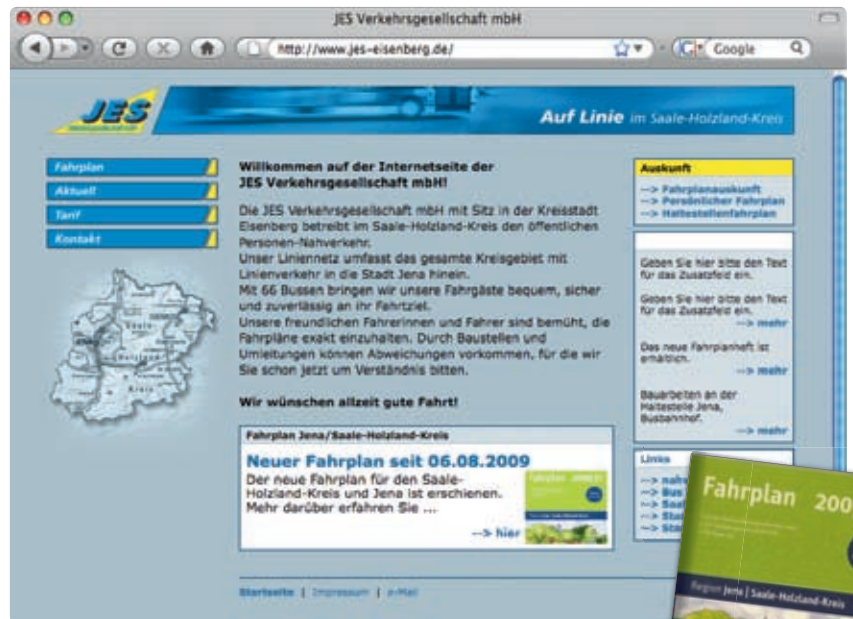 JES Verkehrsgesellschaft mbH
http://www.jes-eisenberg.de/
Google
JES
Auf Linie im Saale-Holzland-Kreis
Fahrplan
Aktuell
Tarif
Kontakt
Saale
Holzland
Kreis
Willkommen auf der Internetseite der
JES Verkehrsgesellschaft mbH!
Die JES Verkehrsgesellschaft mbH mit Sitz in der Kreisstadt
Eisenberg betreibt im Saale-Holzland-Kreis den öffentlichen
Personen-Nahverkehr.
Unser Liniennetz umfasst das gesamte Kreisgebiet mit
Linienverkehr in die Stadt Jena hinein.
Mit 66 Bussen bringen wir unsere Fahrgäste bequem, sicher
und zuverlässig an ihr Fahrtziel.
Unsere freundlichen Fahrerinnen und Fahrer sind bemüht, die
Fahrpläne exakt einzuhalten. Durch Baustellen und
Umleitungen können Abweichungen vorkommen, für die wir
Sie schon jetzt um Verständnis bitten.
Wir wünschen allzeit gute Fahrt!
Fahrplan Jena/Saale-Holzland-Kreis
Neuer Fahrplan seit 06.08.2009
Der neue Fahrplan für den Saale-
Holzland-Kreis und Jena ist erschienen.
Mehr darüber erfahren Sie ...
--> hier
Startseite | Impressum | e-Mail
Auskunft
--> Fahrplanauskunft
--> Persönlicher Fahrplan
--> Haltestellenfahrplan
Geben Sie hier bitte den Text
für das Zusatzfeld ein.
Geben Sie hier bitte den Text
für das Zusatzfeld ein.
--> mehr
Das neue Fahrplanheft ist
erhältlich.
--> mehr
Bauarbeiten an der
Haltestelle Jena,
Busbahnhof.
--> mehr
Links
--> nah
--> Bus
--> Saal
--> Sta
--> Sta
Fahrplan 200
Region Jena | Saale-Holzland-Kreis